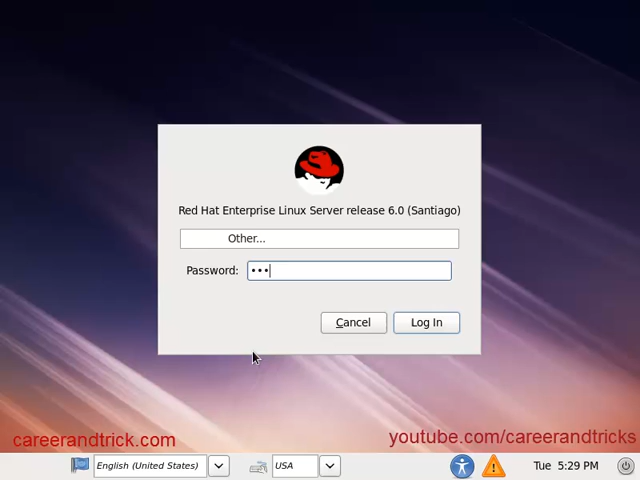 Red Hat Enterprise Linux Server release 6.0 (Santiago)
Other...
Password: •••
Cancel
Log In
careerandtrick.com
youtube.com/careerandtricks
English (United States)
USA
Tue 5:29 PM